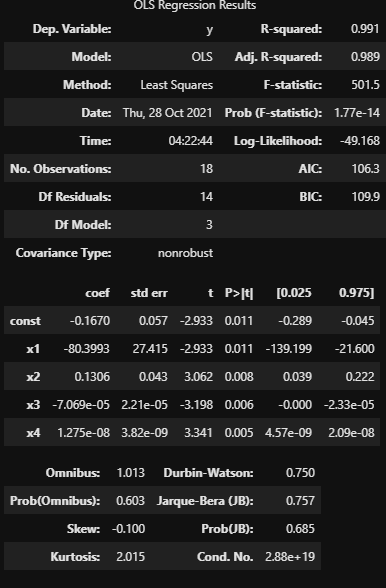 OLS Regression Results
Dep. Variable: y R-squared: 0.991
Model: OLS Adj. R-squared: 0.989
Method: Least Squares F-statistic: 501.5
Date: Thu, 28 Oct 2021 Prob (F-statistic): 1.77e-14
Time: 04:22:44 Log-Likelihood: -49.168
No. Observations: 18 AIC: 106.3
Df Residuals: 14 BIC: 109.9
Df Model: 3
Covariance Type: nonrobust
coef std err t P>|t| [0.025 0.975]
const -0.1670 0.057 -2.933 0.011 -0.289 -0.045
x1 -80.3993 27.415 -2.933 0.011 -139.199 -21.600
x2 0.1306 0.043 3.062 0.008 0.039 0.222
x3 -7.069e-05 2.21e-05 -3.198 0.006 -0.000 -2.33e-05
x4 1.275e-08 3.82e-09 3.341 0.005 4.57e-09 2.09e-08
Omnibus: 1.013 Durbin-Watson: 0.750
Prob(Omnibus): 0.603 Jarque-Bera (JB): 0.757
Skew: -0.100 Prob(JB): 0.685
Kurtosis: 2.015 Cond. No. 2.88e+19